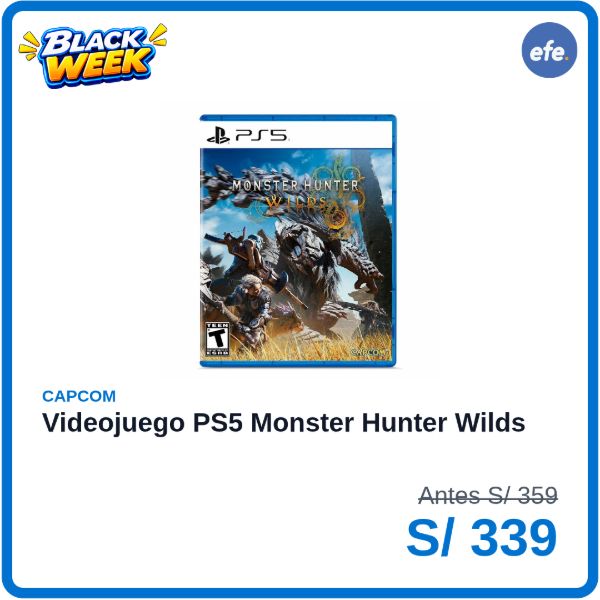 BLACK
WEEK
efe.
PS5
MONSTER HUNTER
WILDS
TEEN
T
ESRB
CAPCOM
CAPCOM
Videojuego PS5 Monster Hunter Wilds
Antes S/ 359
S/ 339